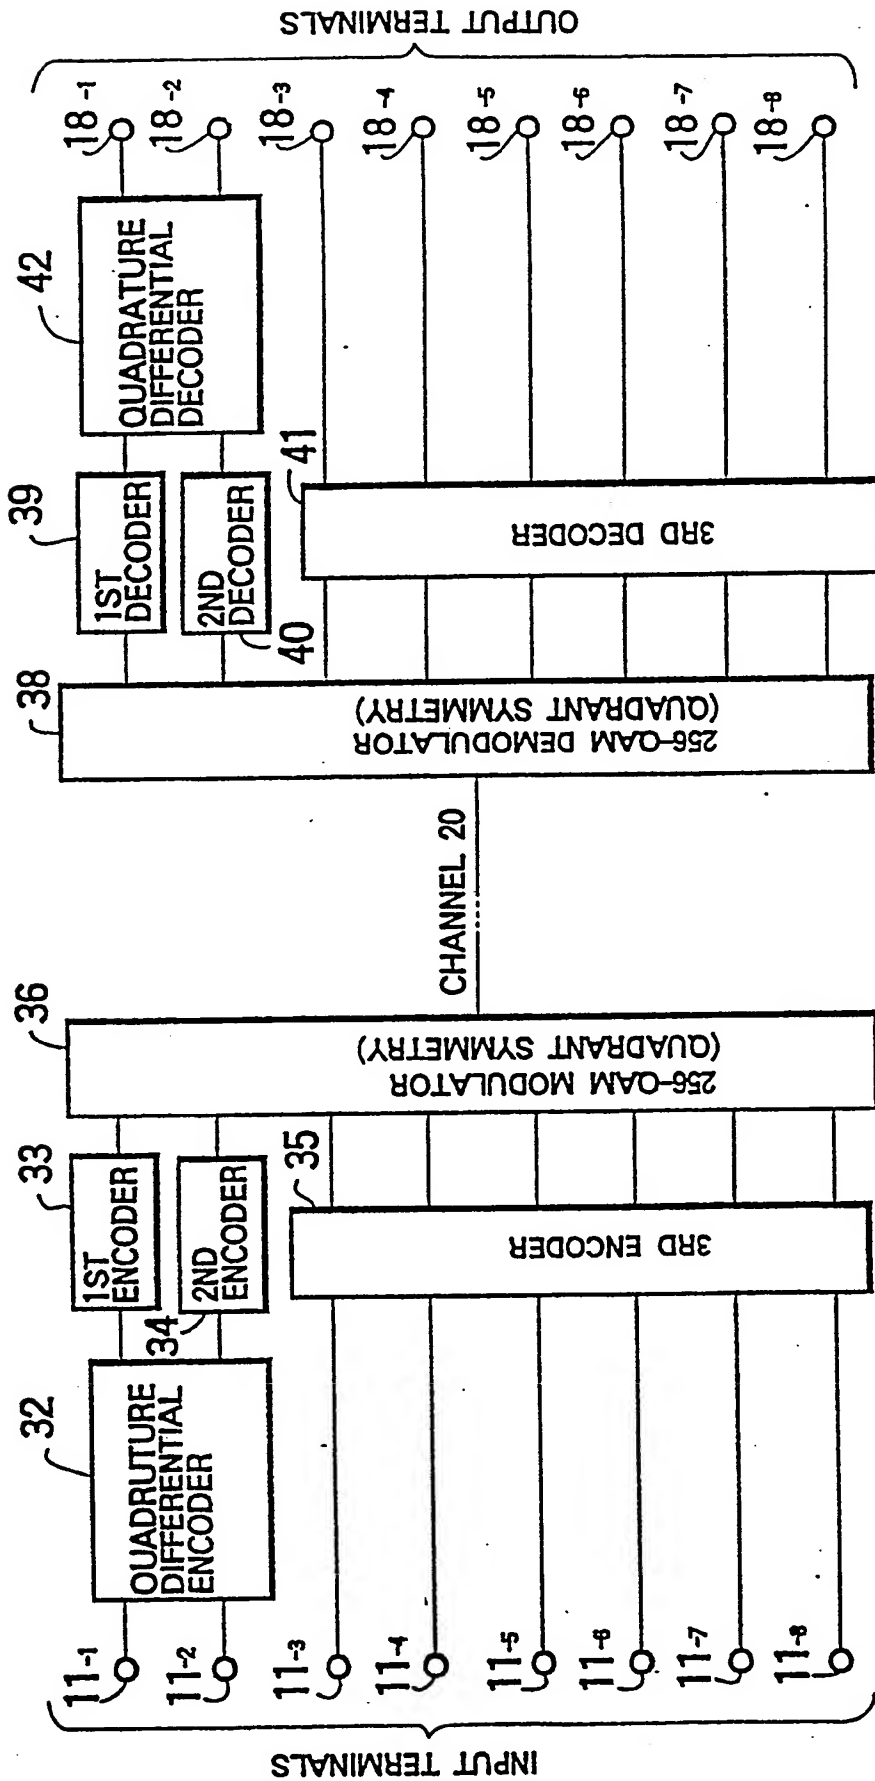 INPUT TERMINALS
11-1
11-2
11-3
11-4
11-5
11-6
11-7
11-8
32
QUADRUTURE
DIFFERENTIAL
ENCODER
33
1ST
ENCODER
34
2ND
ENCODER
35
3RD ENCODER
36
256-QAM MODULATOR
(QUADRANT SYMMETRY)
CHANNEL 20
38
256-QAM DEMODULATOR
(QUADRANT SYMMETRY)
39
1ST
DECODER
40
2ND
DECODER
41
3RD DECODER
42
QUADRATURE
DIFFERENTIAL
DECODER
18-1
18-2
18-3
18-4
18-5
18-6
18-7
18-8
OUTPUT TERMINALS